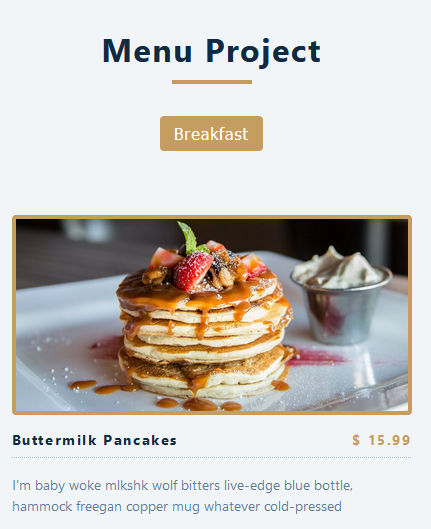 Menu Project
Breakfast
Buttermilk Pancakes $ 15.99
I'm baby woke mlkshk wolf bitters live-edge blue bottle,
hammock freegan copper mug whatever cold-pressed